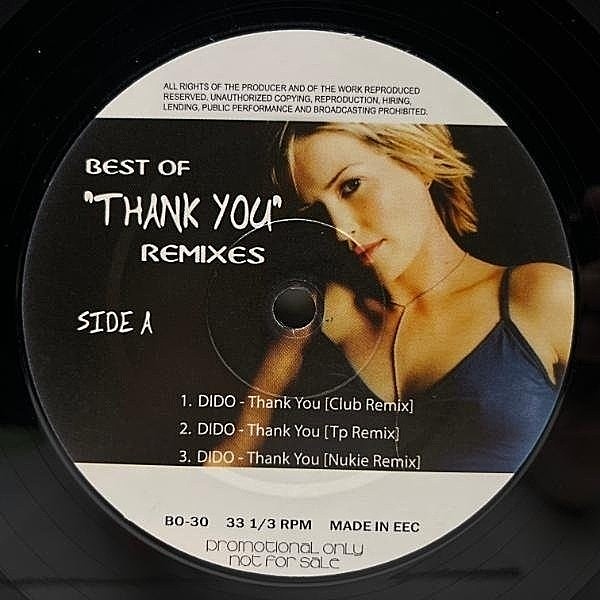 ALL RIGHTS OF THE PRODUCER AND OF THE WORK REPRODUCED
RESERVED, UNAUTHORIZED COPYING, REPRODUCTION, HIRING,
LENDING, PUBLIC PERFORMANCE AND BROADCASTING PROHIBITED.
BEST OF
"THANK YOU"
REMIXES
SIDE A
1. DIDO - Thank You [Club Remix]
2. DIDO - Thank You [Tp Remix]
3. DIDO - Thank You [Nukie Remix]
BO-30 33 1/3 RPM MADE IN EEC
promotional only
not for sale